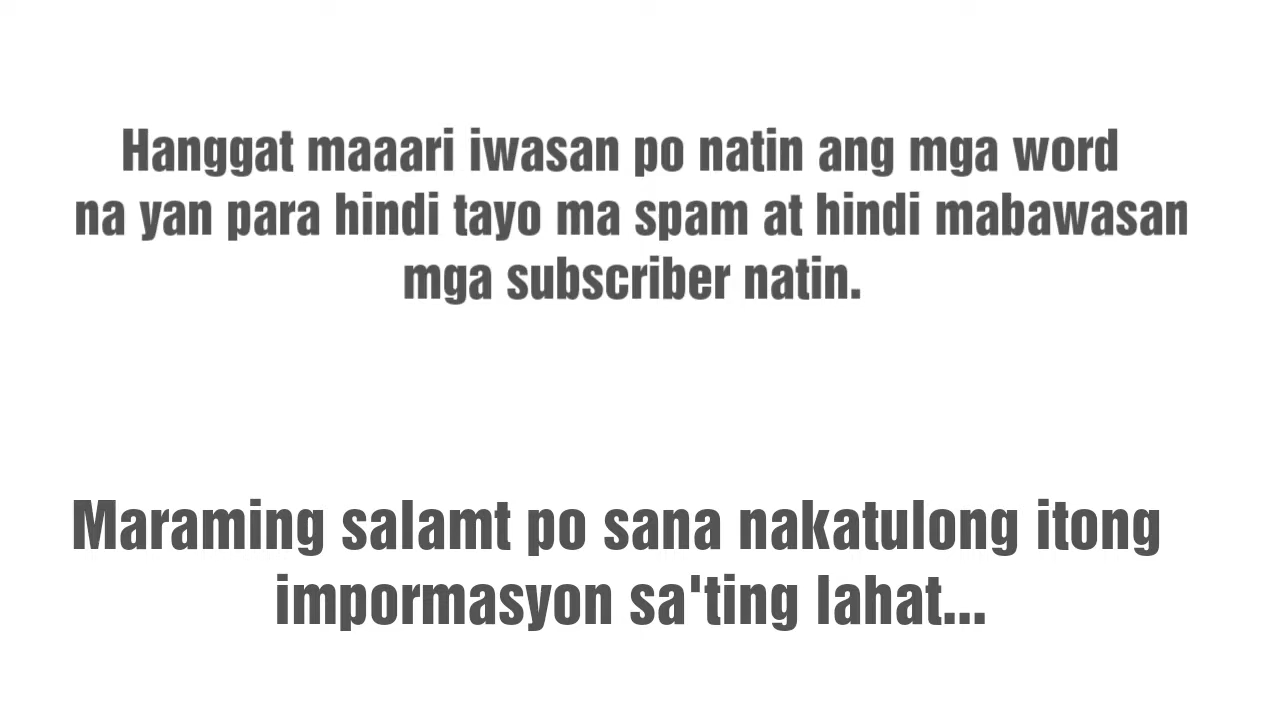 Hanggat maaari iwasan po natin ang mga word
na yan para hindi tayo ma spam at hindi mabawasan
mga subscriber natin.
Maraming salamt po sana nakatulong itong
impormasyon sa'ting lahat...